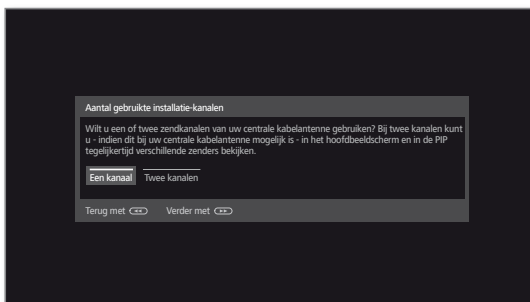 Aantal gebruikte installatie-kanalen
Wilt u een of twee zendkanalen van uw centrale kabelantenne gebruiken? Bij twee kanalen kunt
u - indien dit bij uw centrale kabelantenne mogelijk is - in het hoofdbeeldscherm en in de PIP
tegelijkertijd verschillende zenders bekijken.
Een kanaal Twee kanalen
Terug met ◄◄ Verder met ►►